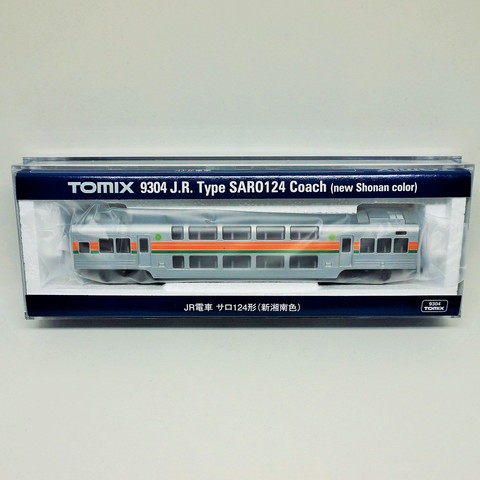 TOMIX 9304 J.R. Type SARO124 Coach (new Shonan color)
JR電車 サロ124形(新湘南色)
9304
TOMIX